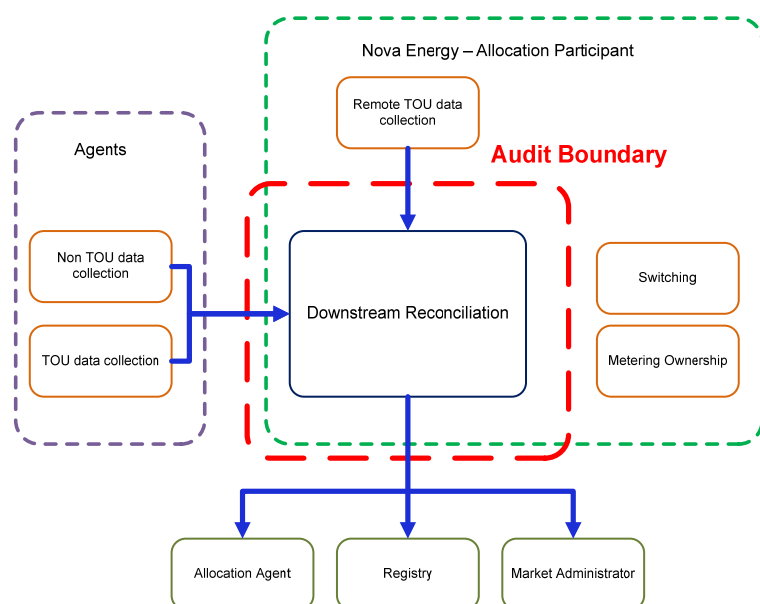 Nova Energy – Allocation Participant
Remote TOU data
collection
Agents
Audit Boundary
Non TOU data
collection
Downstream Reconciliation
Switching
TOU data collection
Metering Ownership
Allocation Agent
Registry
Market Administrator